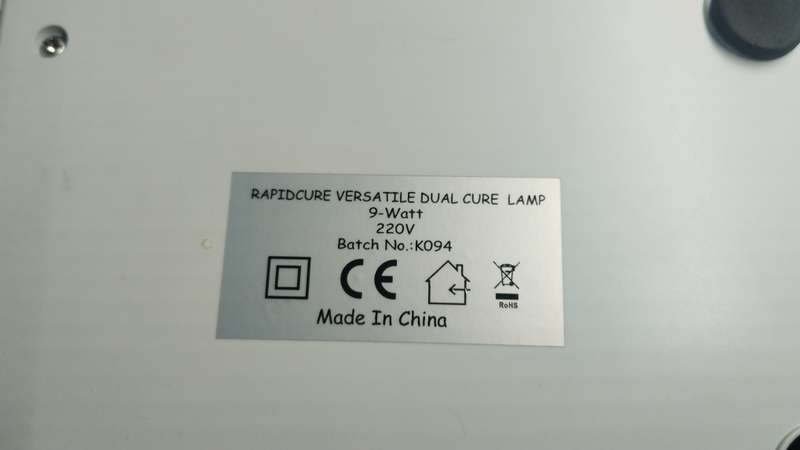 RAPIDCURE VERSATILE DUAL CURE LAMP
9-Watt
220V
Batch No.:K094
CE
RoHS
Made In China